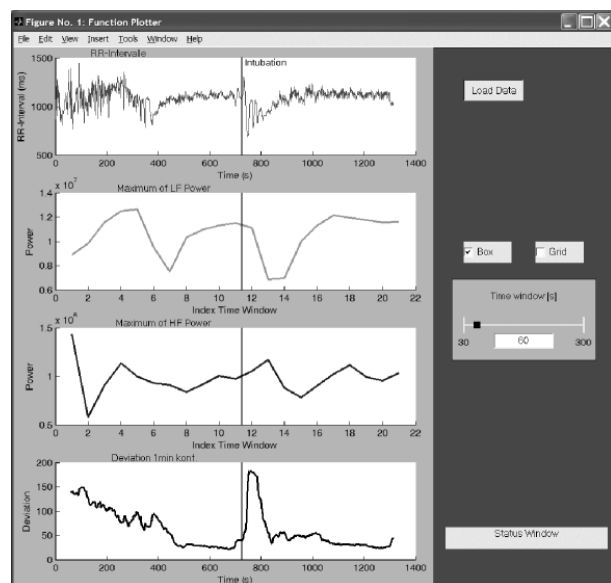 Figure No. 1: Function Plotter
File Edit View Insert Tools Window Help
RR-Intervalle
Intubation
1500
1000
500
RR-Interval (ms)
0 200 400 600 800 1000 1200 1400
Time (s)
x 10^7
Maximum of LF Power
1.4
1.2
1
0.8
0.6
Power
0 2 4 6 8 10 12 14 16 18 20 22
Index Time Window
x 10^6
Maximum of HF Power
1.5
1
0.5
Power
0 2 4 6 8 10 12 14 16 18 20 22
Index Time Window
Deviation 1min kont.
200
150
100
50
0
Deviation
0 200 400 600 800 1000 1200 1400
Time (s)
Load Data
Box
Grid
Time window [s]
30 60 300
Status Window